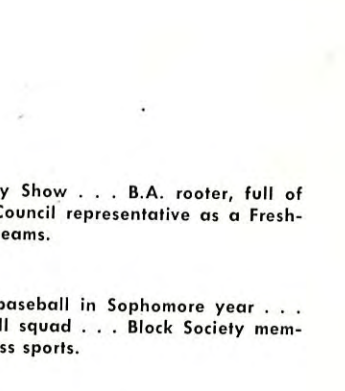 y Show . . . B.A. rooter, full of
Council representative as a Fresh-
eams.
baseball in Sophomore year . . .
ll squad . . . Block Society mem-
ss sports.